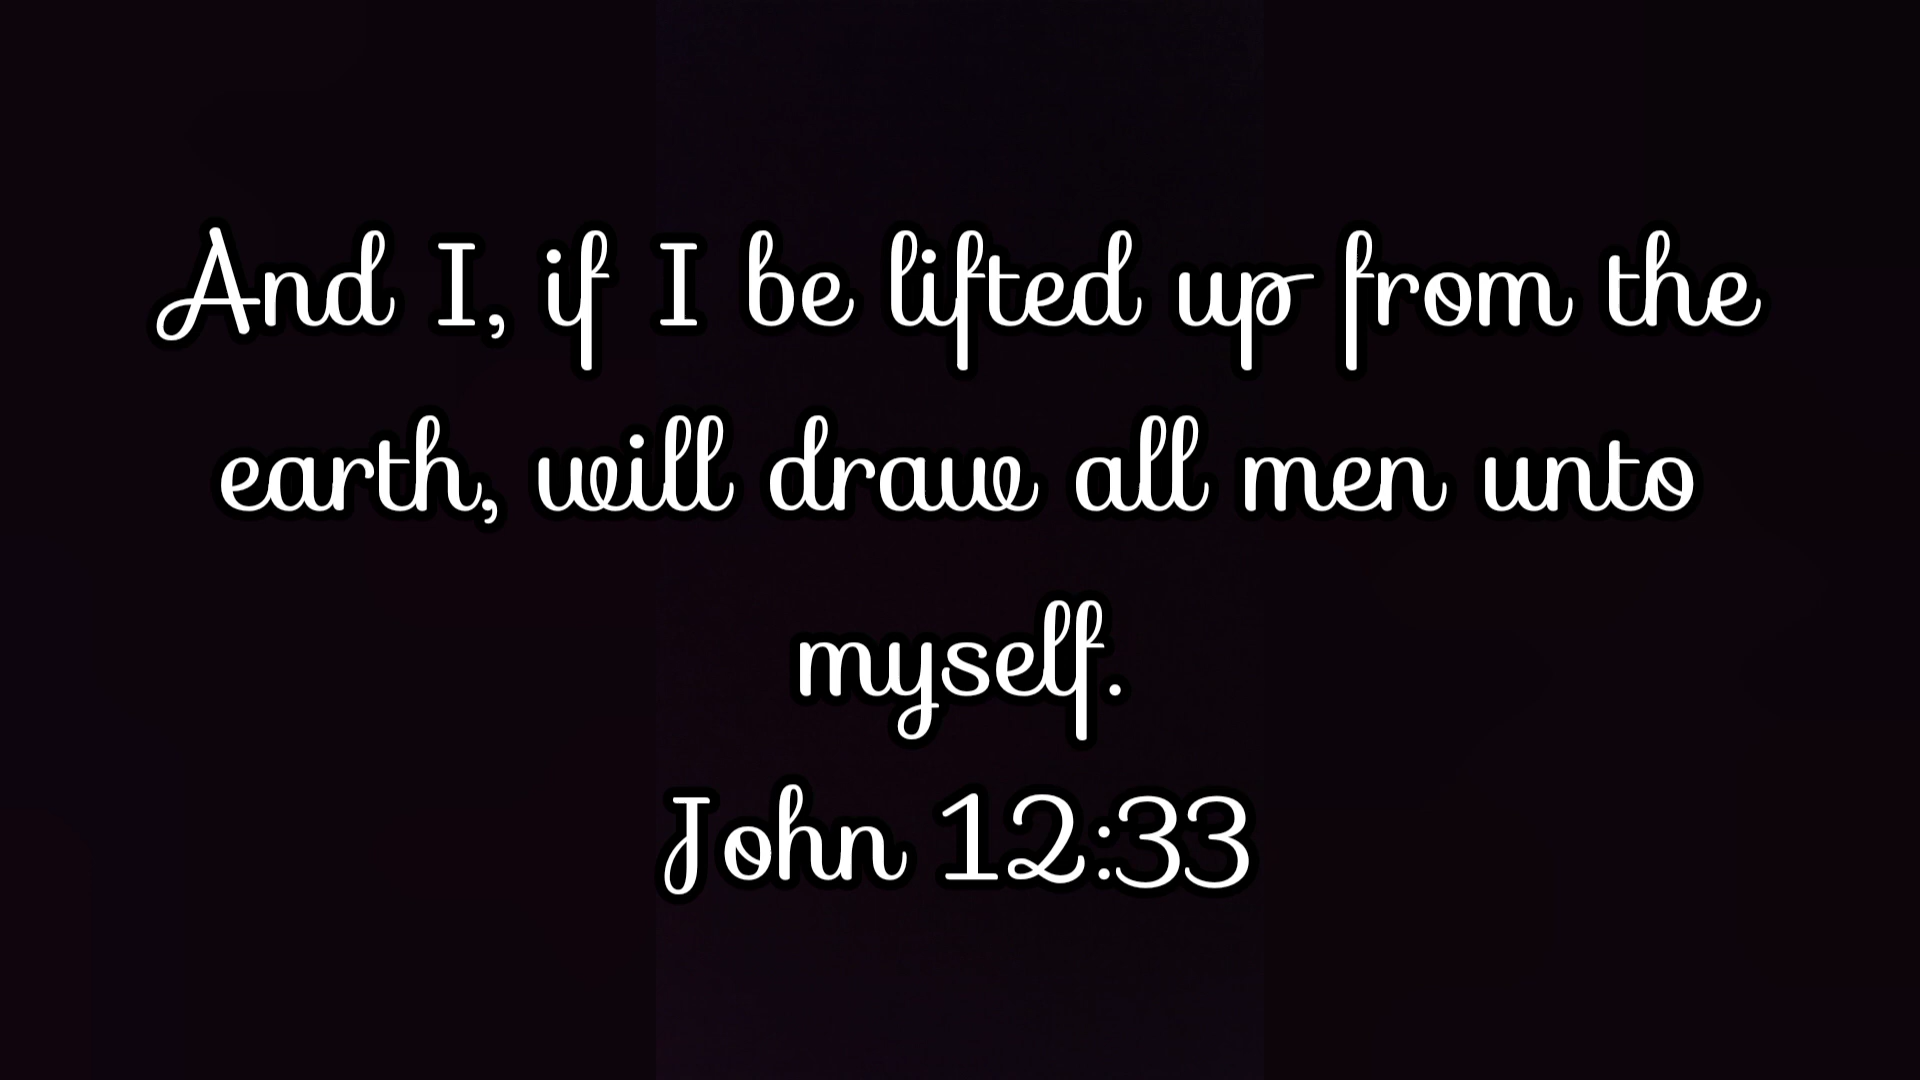 And I, if I be lifted up from the
earth, will draw all men unto
myself.
John 12:33